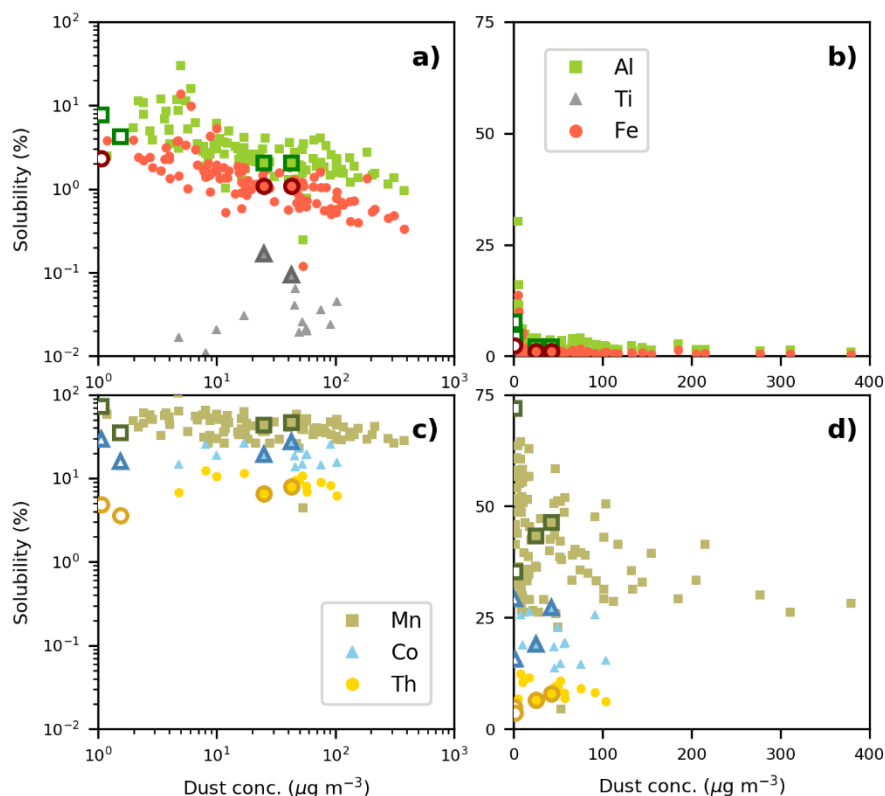 10²
10¹
10⁰
10⁻¹
10⁻²
Solubility (%)
a)
10⁰ 10¹ 10² 10³
75
50
25
0
b)
Al
Ti
Fe
0 100 200 300 400
10²
10¹
10⁰
10⁻¹
10⁻²
Solubility (%)
c)
Mn
Co
Th
10⁰ 10¹ 10² 10³
Dust conc. (μg m⁻³)
75
50
25
0
d)
0 100 200 300 400
Dust conc. (μg m⁻³)